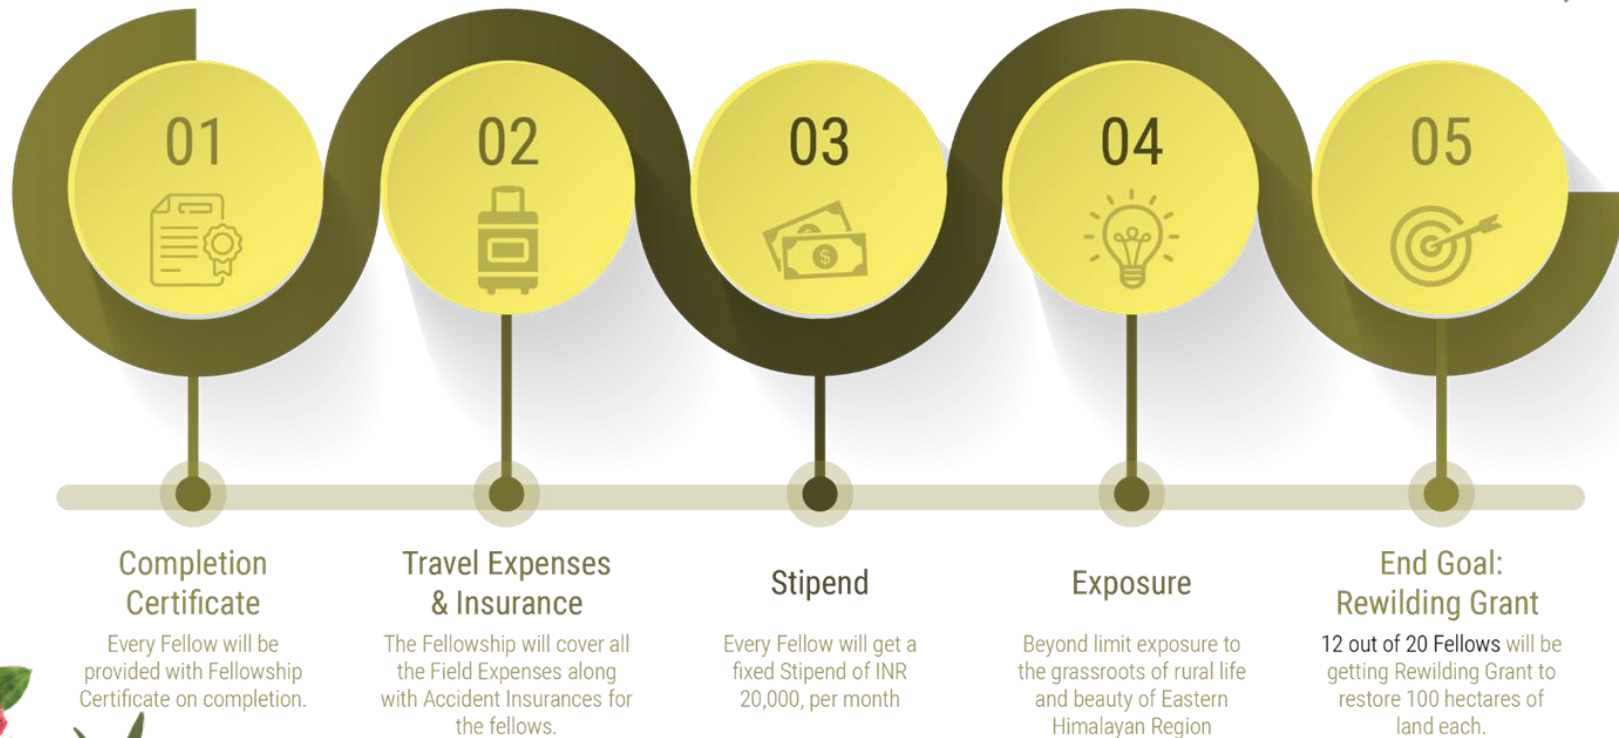 01
Completion
Certificate
Every Fellow will be
provided with Fellowship
Certificate on completion.
02
Travel Expenses
& Insurance
The Fellowship will cover all
the Field Expenses along
with Accident Insurances for
the fellows.
03
$
Stipend
Every Fellow will get a
fixed Stipend of INR
20,000, per month
04
Exposure
Beyond limit exposure to
the grassroots of rural life
and beauty of Eastern
Himalayan Region
05
End Goal:
Rewilding Grant
12 out of 20 Fellows will be
getting Rewilding Grant to
restore 100 hectares of
land each.